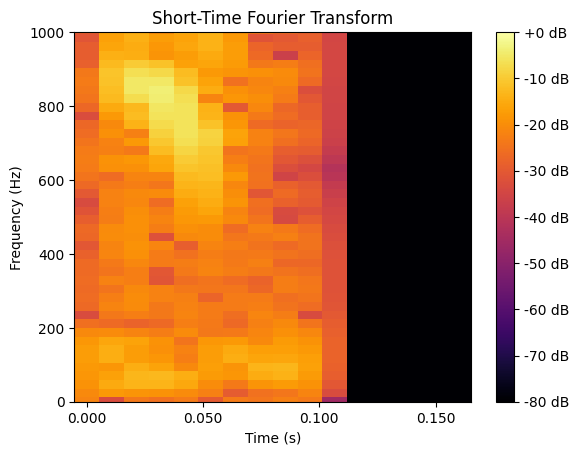 Short-Time Fourier Transform
1000
800
600
400
200
0
Frequency (Hz)
0.000
0.050
0.100
0.150
Time (s)
+0 dB
-10 dB
-20 dB
-30 dB
-40 dB
-50 dB
-60 dB
-70 dB
-80 dB